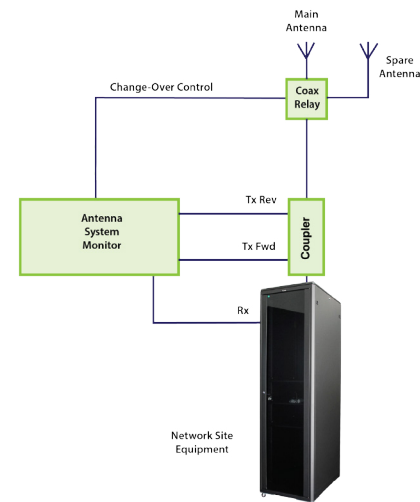 Main
Antenna
Spare
Antenna
Change-Over Control
Coax
Relay
Tx Rev
Antenna
System
Monitor
Coupler
Tx Fwd
Rx
Network Site
Equipment